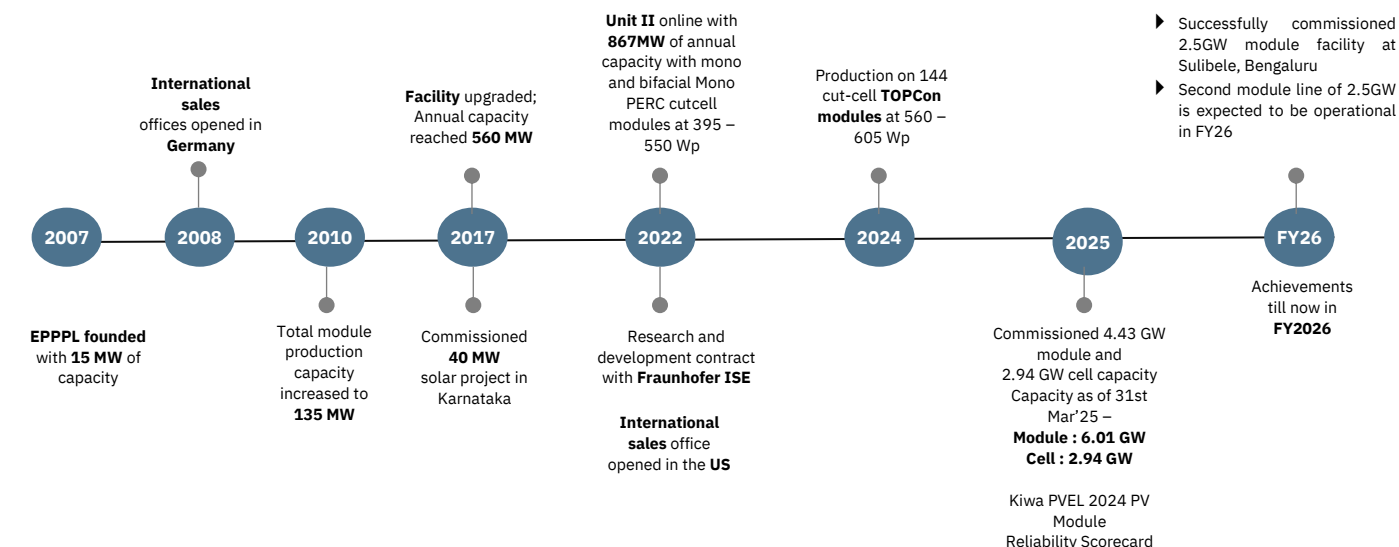 International
sales
offices opened in
Germany
Facility upgraded;
Annual capacity
reached 560 MW
Unit II online with
867MW of annual
capacity with mono
and bifacial Mono
PERC cutcell
modules at 395 –
550 Wp
Production on 144
cut-cell TOPCon
modules at 560 –
605 Wp
Successfully commissioned
2.5GW module facility at
Sulibele, Bengaluru
Second module line of 2.5GW
is expected to be operational
in FY26
2007
2008
2010
2017
2022
2024
2025
FY26
EPPPL founded
with 15 MW of
capacity
Total module
production
capacity
increased to
135 MW
Commissioned
40 MW
solar project in
Karnataka
Research and
development contract
with Fraunhofer ISE
International
sales office
opened in the US
Commissioned 4.43 GW
module and
2.94 GW cell capacity
Capacity as of 31st
Mar’25 –
Module : 6.01 GW
Cell : 2.94 GW
Kiwa PVEL 2024 PV
Module
Reliability Scorecard
Achievements
till now in
FY2026